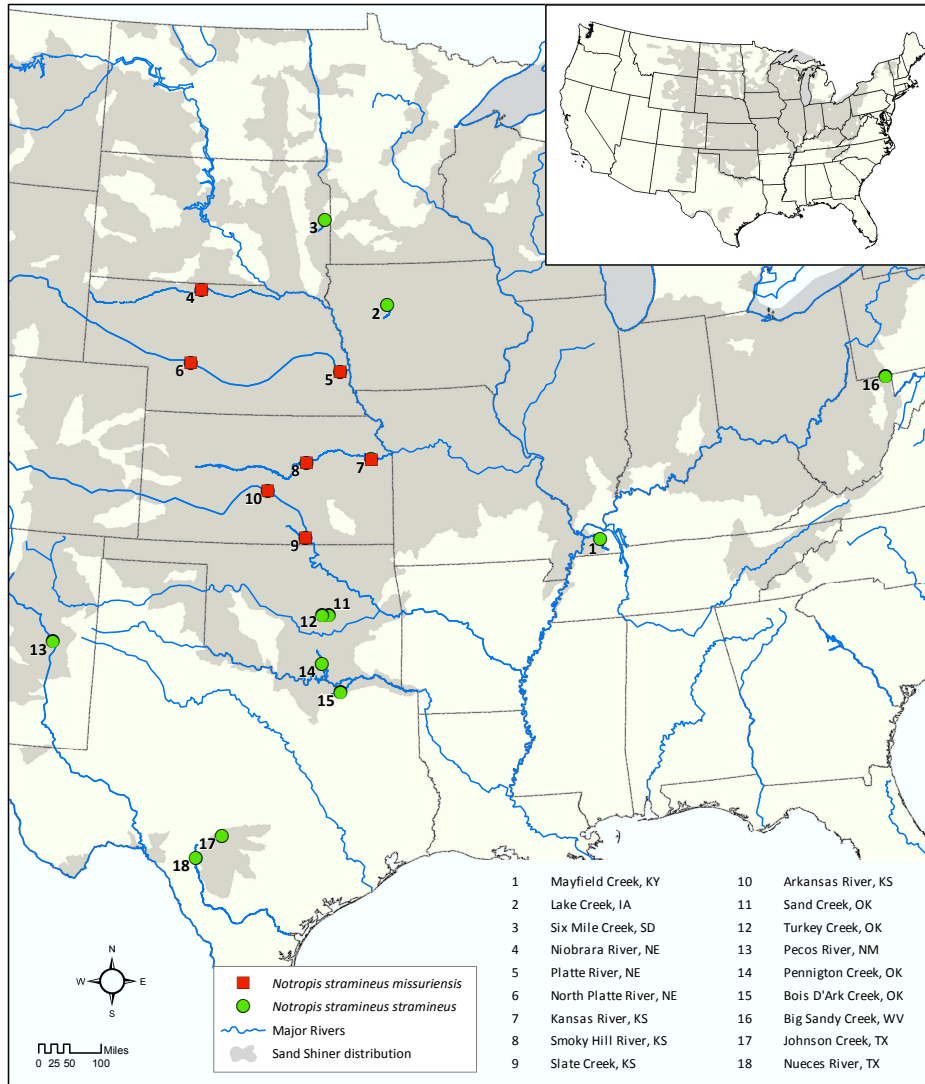 3
4
2
6
5
16
8
7
10
9
1
11
12
13
14
15
17
18
N
W E
S
0 25 50 100 Miles
Notropis stramineus missuriensis
Notropis stramineus stramineus
Major Rivers
Sand Shiner distribution
1 Mayfield Creek, KY
2 Lake Creek, IA
3 Six Mile Creek, SD
4 Niobrara River, NE
5 Platte River, NE
6 North Platte River, NE
7 Kansas River, KS
8 Smoky Hill River, KS
9 Slate Creek, KS
10 Arkansas River, KS
11 Sand Creek, OK
12 Turkey Creek, OK
13 Pecos River, NM
14 Pennigton Creek, OK
15 Bois D'Ark Creek, OK
16 Big Sandy Creek, WV
17 Johnson Creek, TX
18 Nueces River, TX